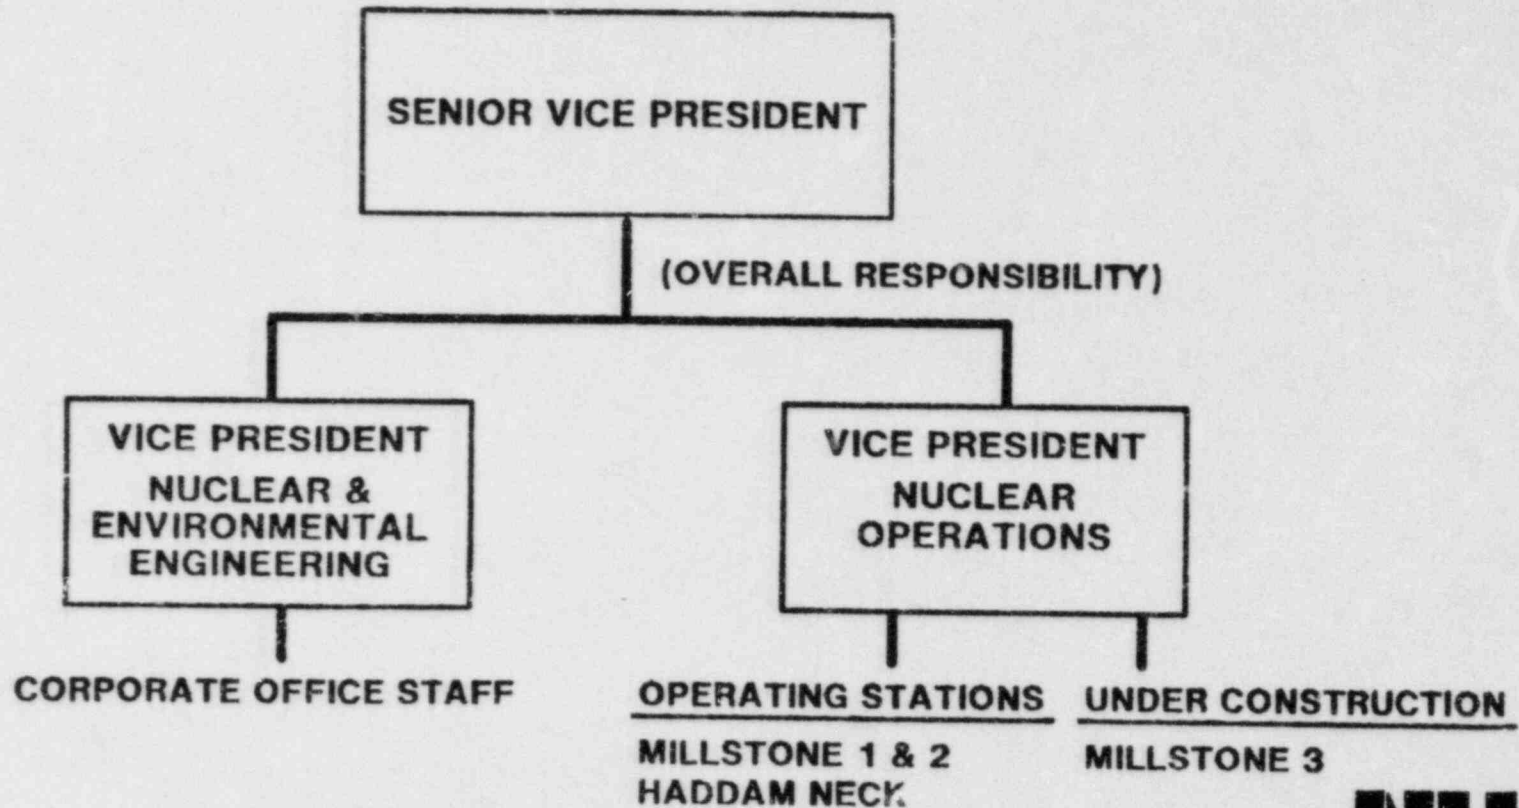 SENIOR VICE PRESIDENT
(OVERALL RESPONSIBILITY)
VICE PRESIDENT
NUCLEAR &
ENVIRONMENTAL
ENGINEERING
VICE PRESIDENT
NUCLEAR
OPERATIONS
CORPORATE OFFICE STAFF
OPERATING STATIONS
MILLSTONE 1 & 2
HADDAM NECK
UNDER CONSTRUCTION
MILLSTONE 3